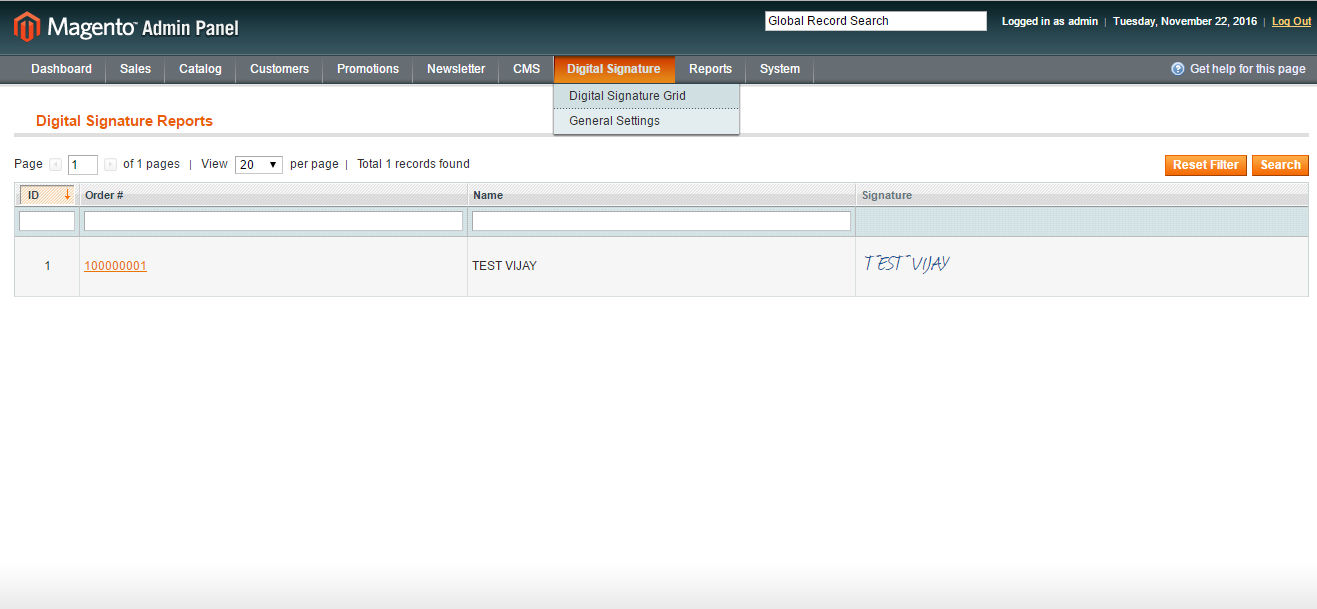 Magento™ Admin Panel
Global Record Search
Logged in as admin | Tuesday, November 22, 2016 | Log Out
Dashboard Sales Catalog Customers Promotions Newsletter CMS Digital Signature Reports System Get help for this page
Digital Signature Grid
General Settings
Digital Signature Reports
Page 1 of 1 pages | View 20 per page | Total 1 records found
Reset Filter Search
ID Order # Name Signature
1 100000001 TEST VIJAY TEST VIJAY